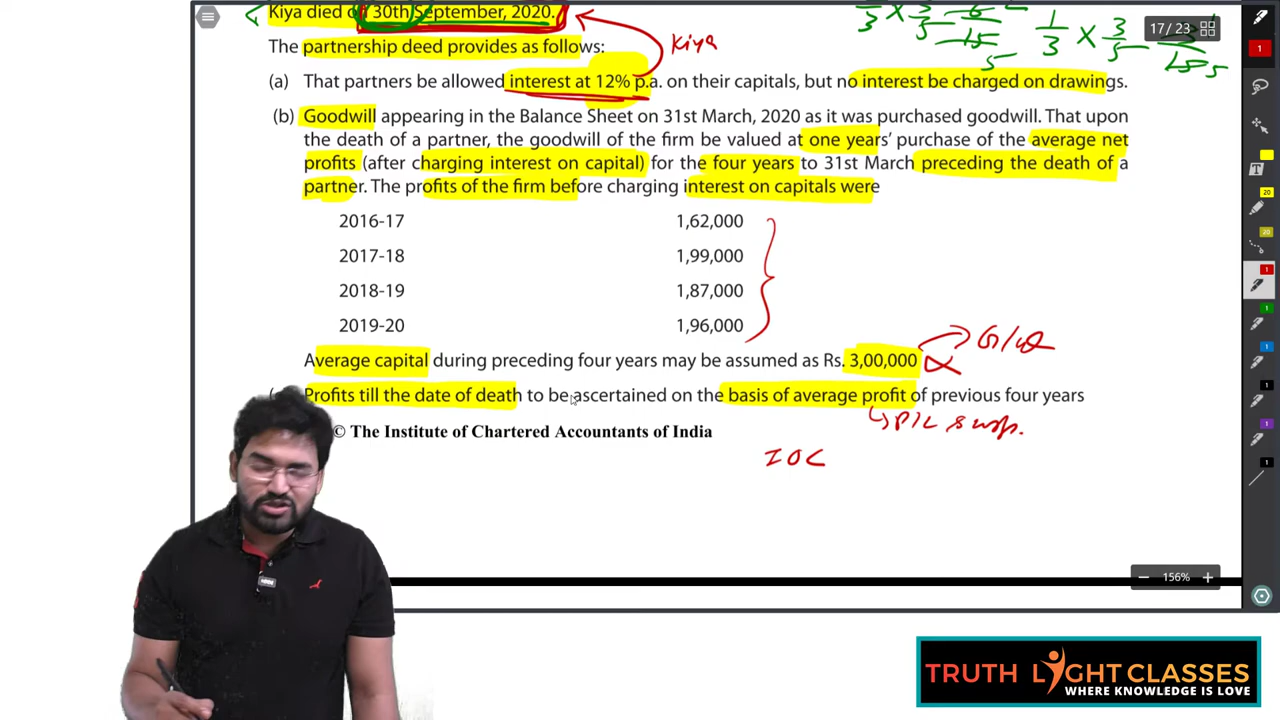 Kiya died on 30th September, 2020.
17/23
Kiya
The partnership deed provides as follows:
(a) That partners be allowed interest at 12% p.a. on their capitals, but no interest be charged on drawings.
(b) Goodwill appearing in the Balance Sheet on 31st March, 2020 as it was purchased goodwill. That upon
the death of a partner, the goodwill of the firm be valued at one years' purchase of the average net
profits (after charging interest on capital) for the four years to 31st March preceding the death of a
partner. The profits of the firm before charging interest on capitals were
2016-17 1,62,000
2017-18 1,99,000
2018-19 1,87,000
2019-20 1,96,000
Average capital during preceding four years may be assumed as Rs. 3,00,000
Profits till the date of death to be ascertained on the basis of average profit of previous four years
© The Institute of Chartered Accountants of India
IOC
156%
TRUTH LIGHT CLASSES
WHERE KNOWLEDGE IS LOVE